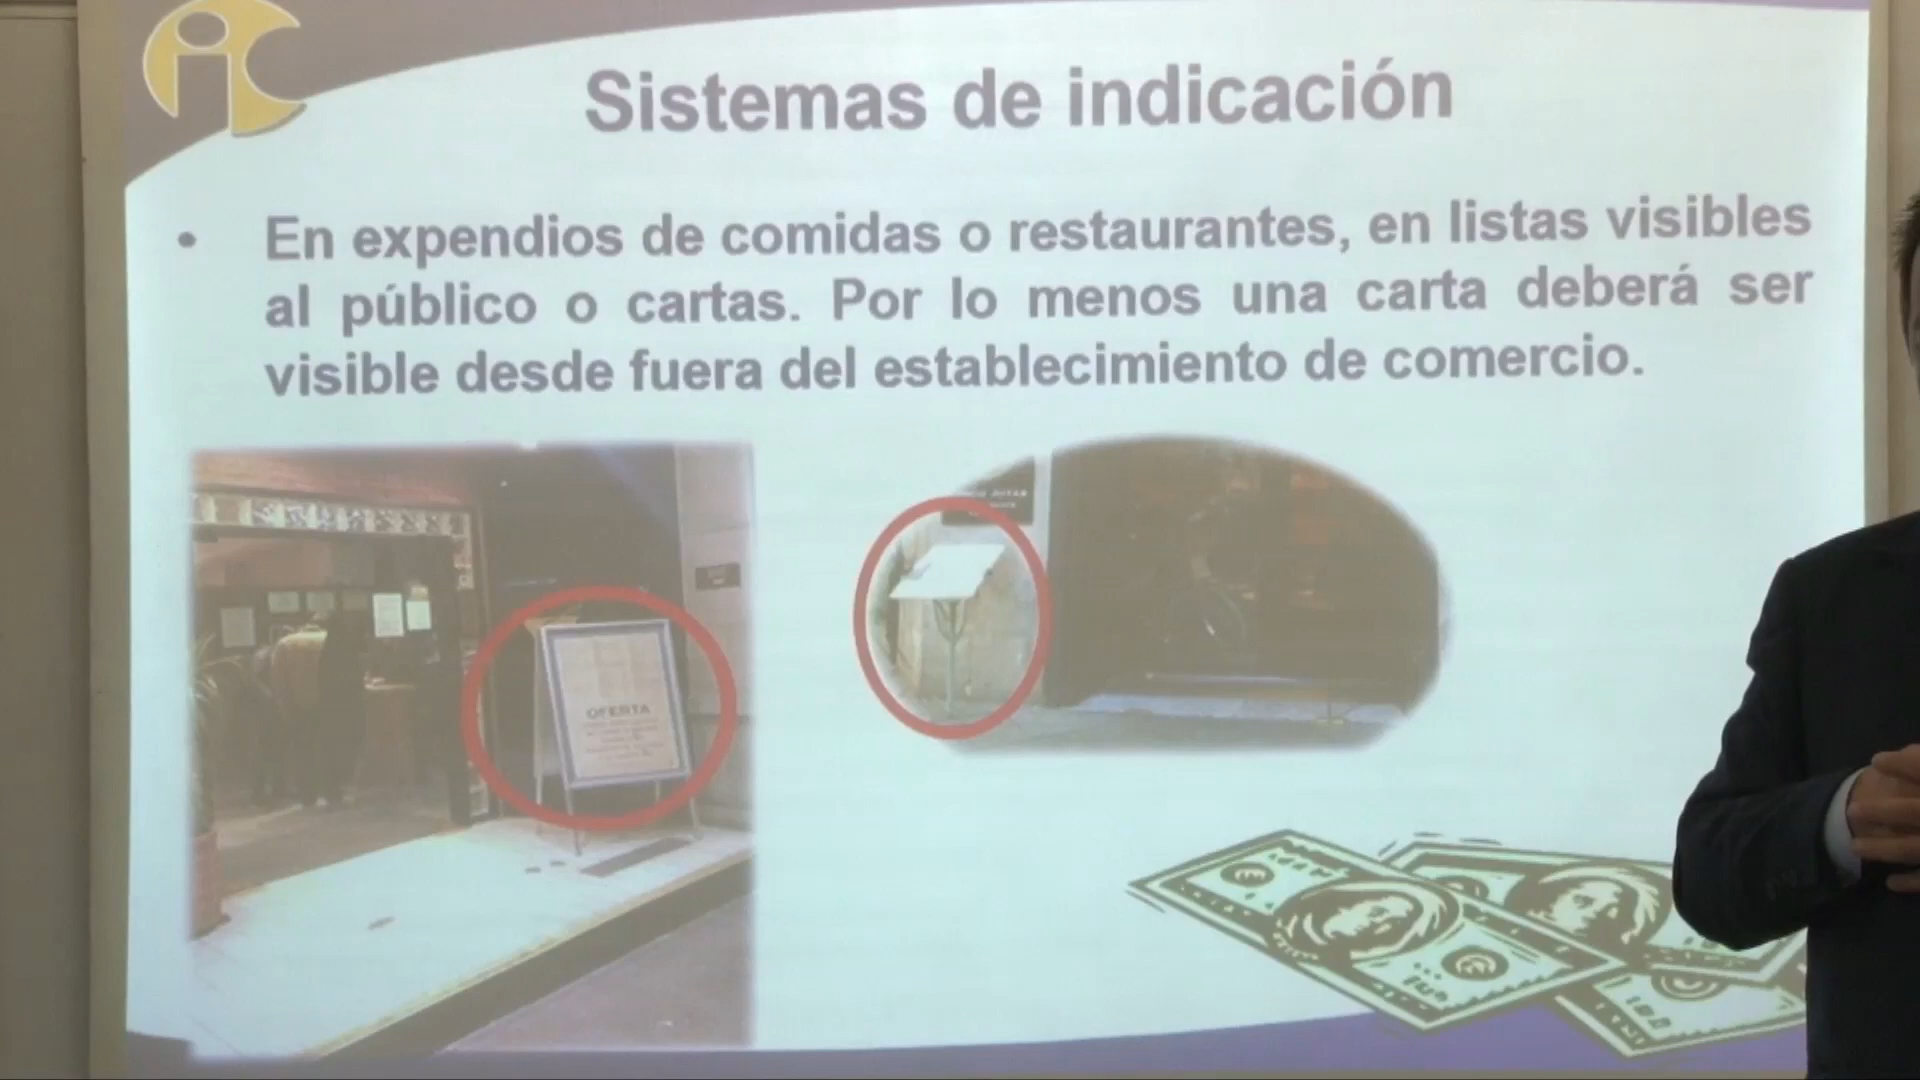 ic
Sistemas de indicación
• En expendios de comidas o restaurantes, en listas visibles
al público o cartas. Por lo menos una carta deberá ser
visible desde fuera del establecimiento de comercio.
OFERTA